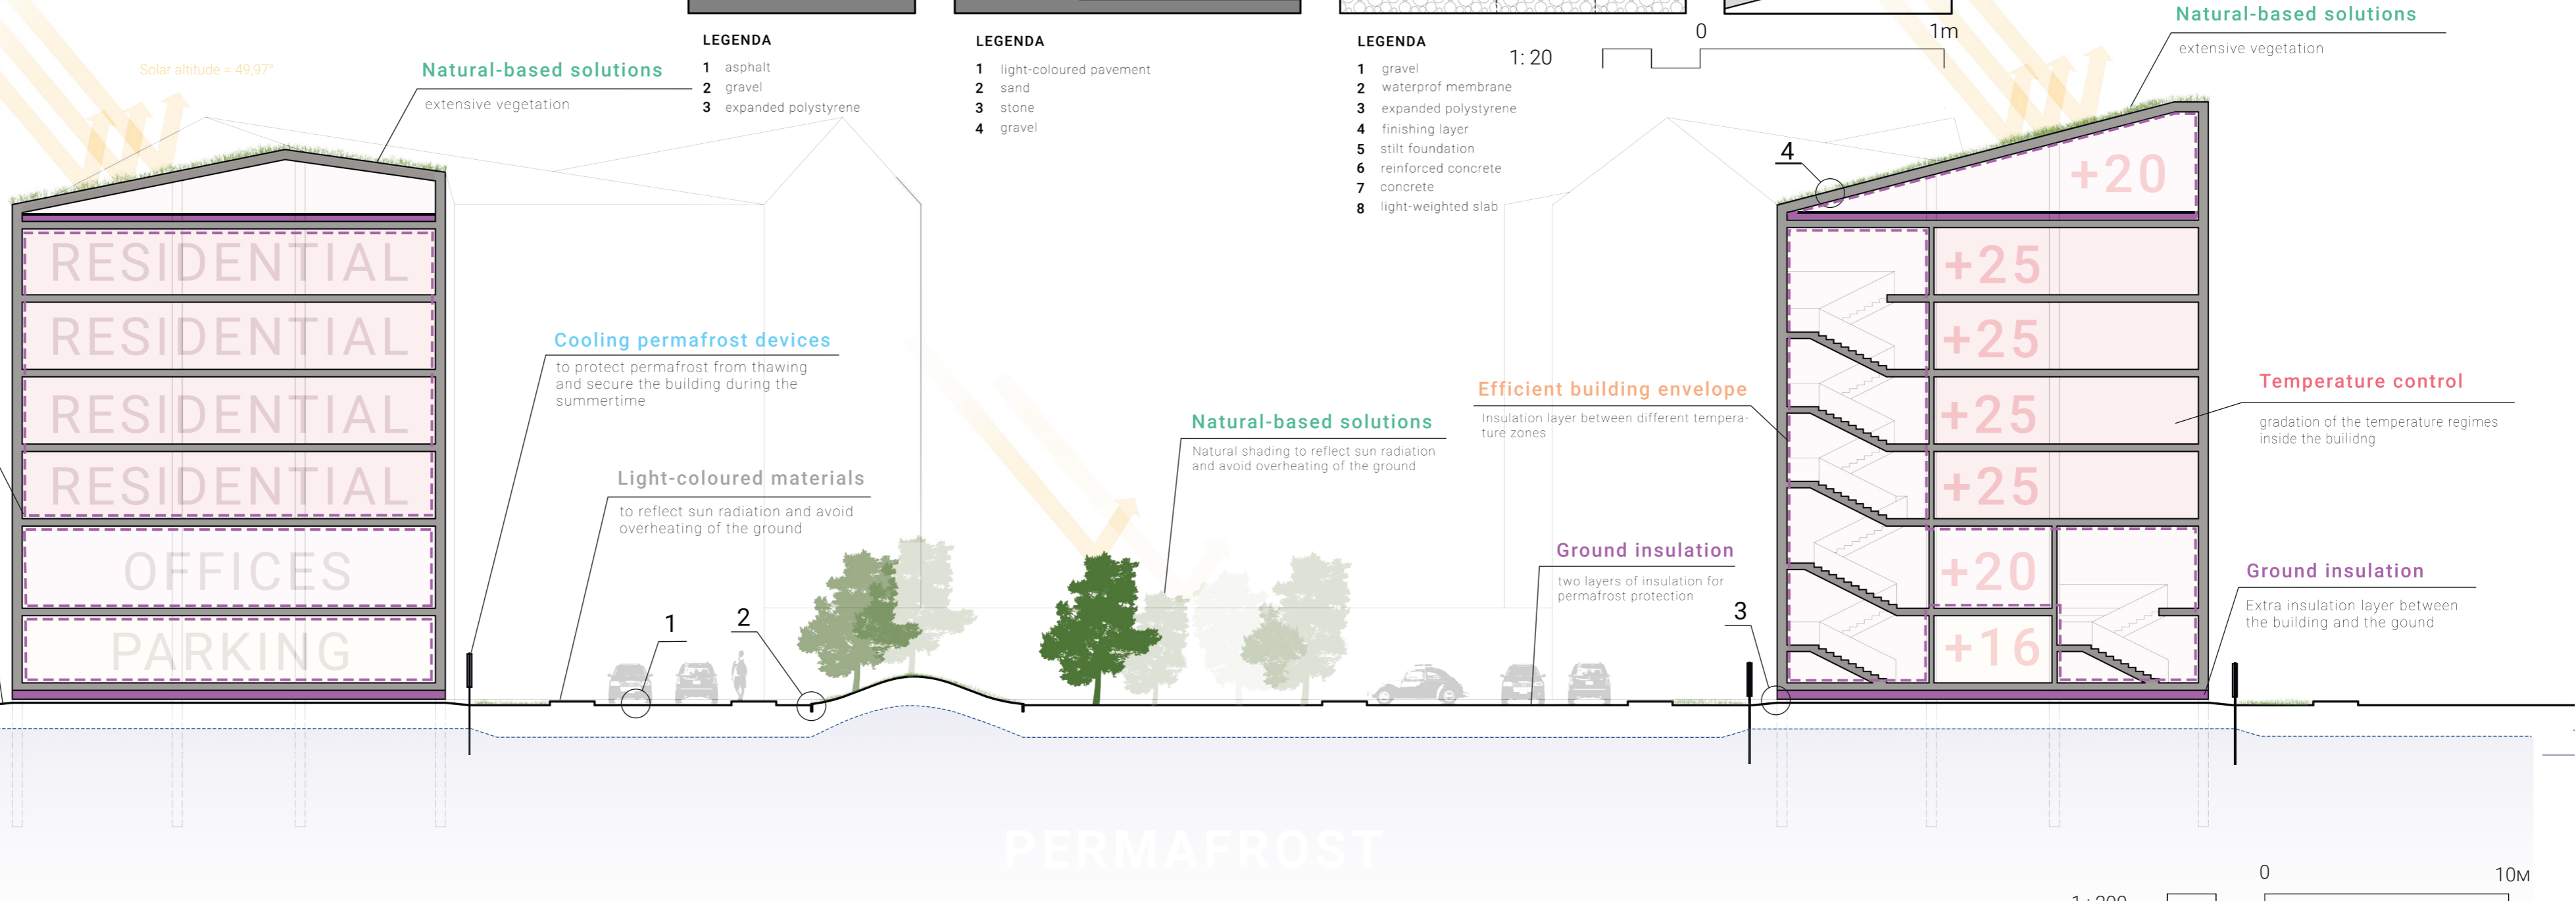 Solar altitude = 49,97°
Natural-based solutions
extensive vegetation
LEGENDA
1 asphalt
2 gravel
3 expanded polystyrene
LEGENDA
1 light-coloured pavement
2 sand
3 stone
4 gravel
LEGENDA
1 gravel
2 waterprof membrane
3 expanded polystyrene
4 finishing layer
5 stilt foundation
6 reinforced concrete
7 concrete
8 light-weighted slab
1: 20
0
1m
Natural-based solutions
extensive vegetation
4
+20
RESIDENTIAL
RESIDENTIAL
RESIDENTIAL
RESIDENTIAL
OFFICES
PARKING
Cooling permafrost devices
to protect permafrost from thawing
and secure the building during the
summertime
Light-coloured materials
to reflect sun radiation and avoid
overheating of the ground
1
2
Natural-based solutions
Natural shading to reflect sun radiation
and avoid overheating of the ground
Efficient building envelope
Insulation layer between different tempera-
ture zones
Ground insulation
two layers of insulation for
permafrost protection
3
+25
+25
+25
+25
+20
+16
Temperature control
gradation of the temperature regimes
inside the builidng
Ground insulation
Extra insulation layer between
the building and the gound
PERMAFROST
0
10м
1 : 200